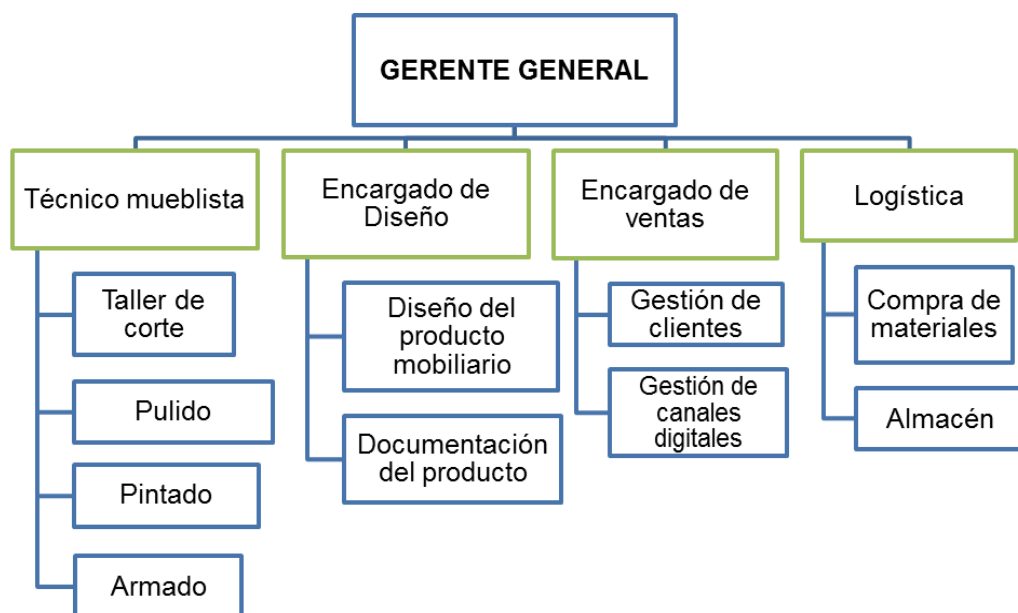 GERENTE GENERAL
Técnico mueblista
Encargado de
Diseño
Encargado de
ventas
Logística
Taller de
corte
Pulido
Pintado
Armado
Diseño del
producto
mobiliario
Documentación
del producto
Gestión de
clientes
Gestión de
canales
digitales
Compra de
materiales
Almacén